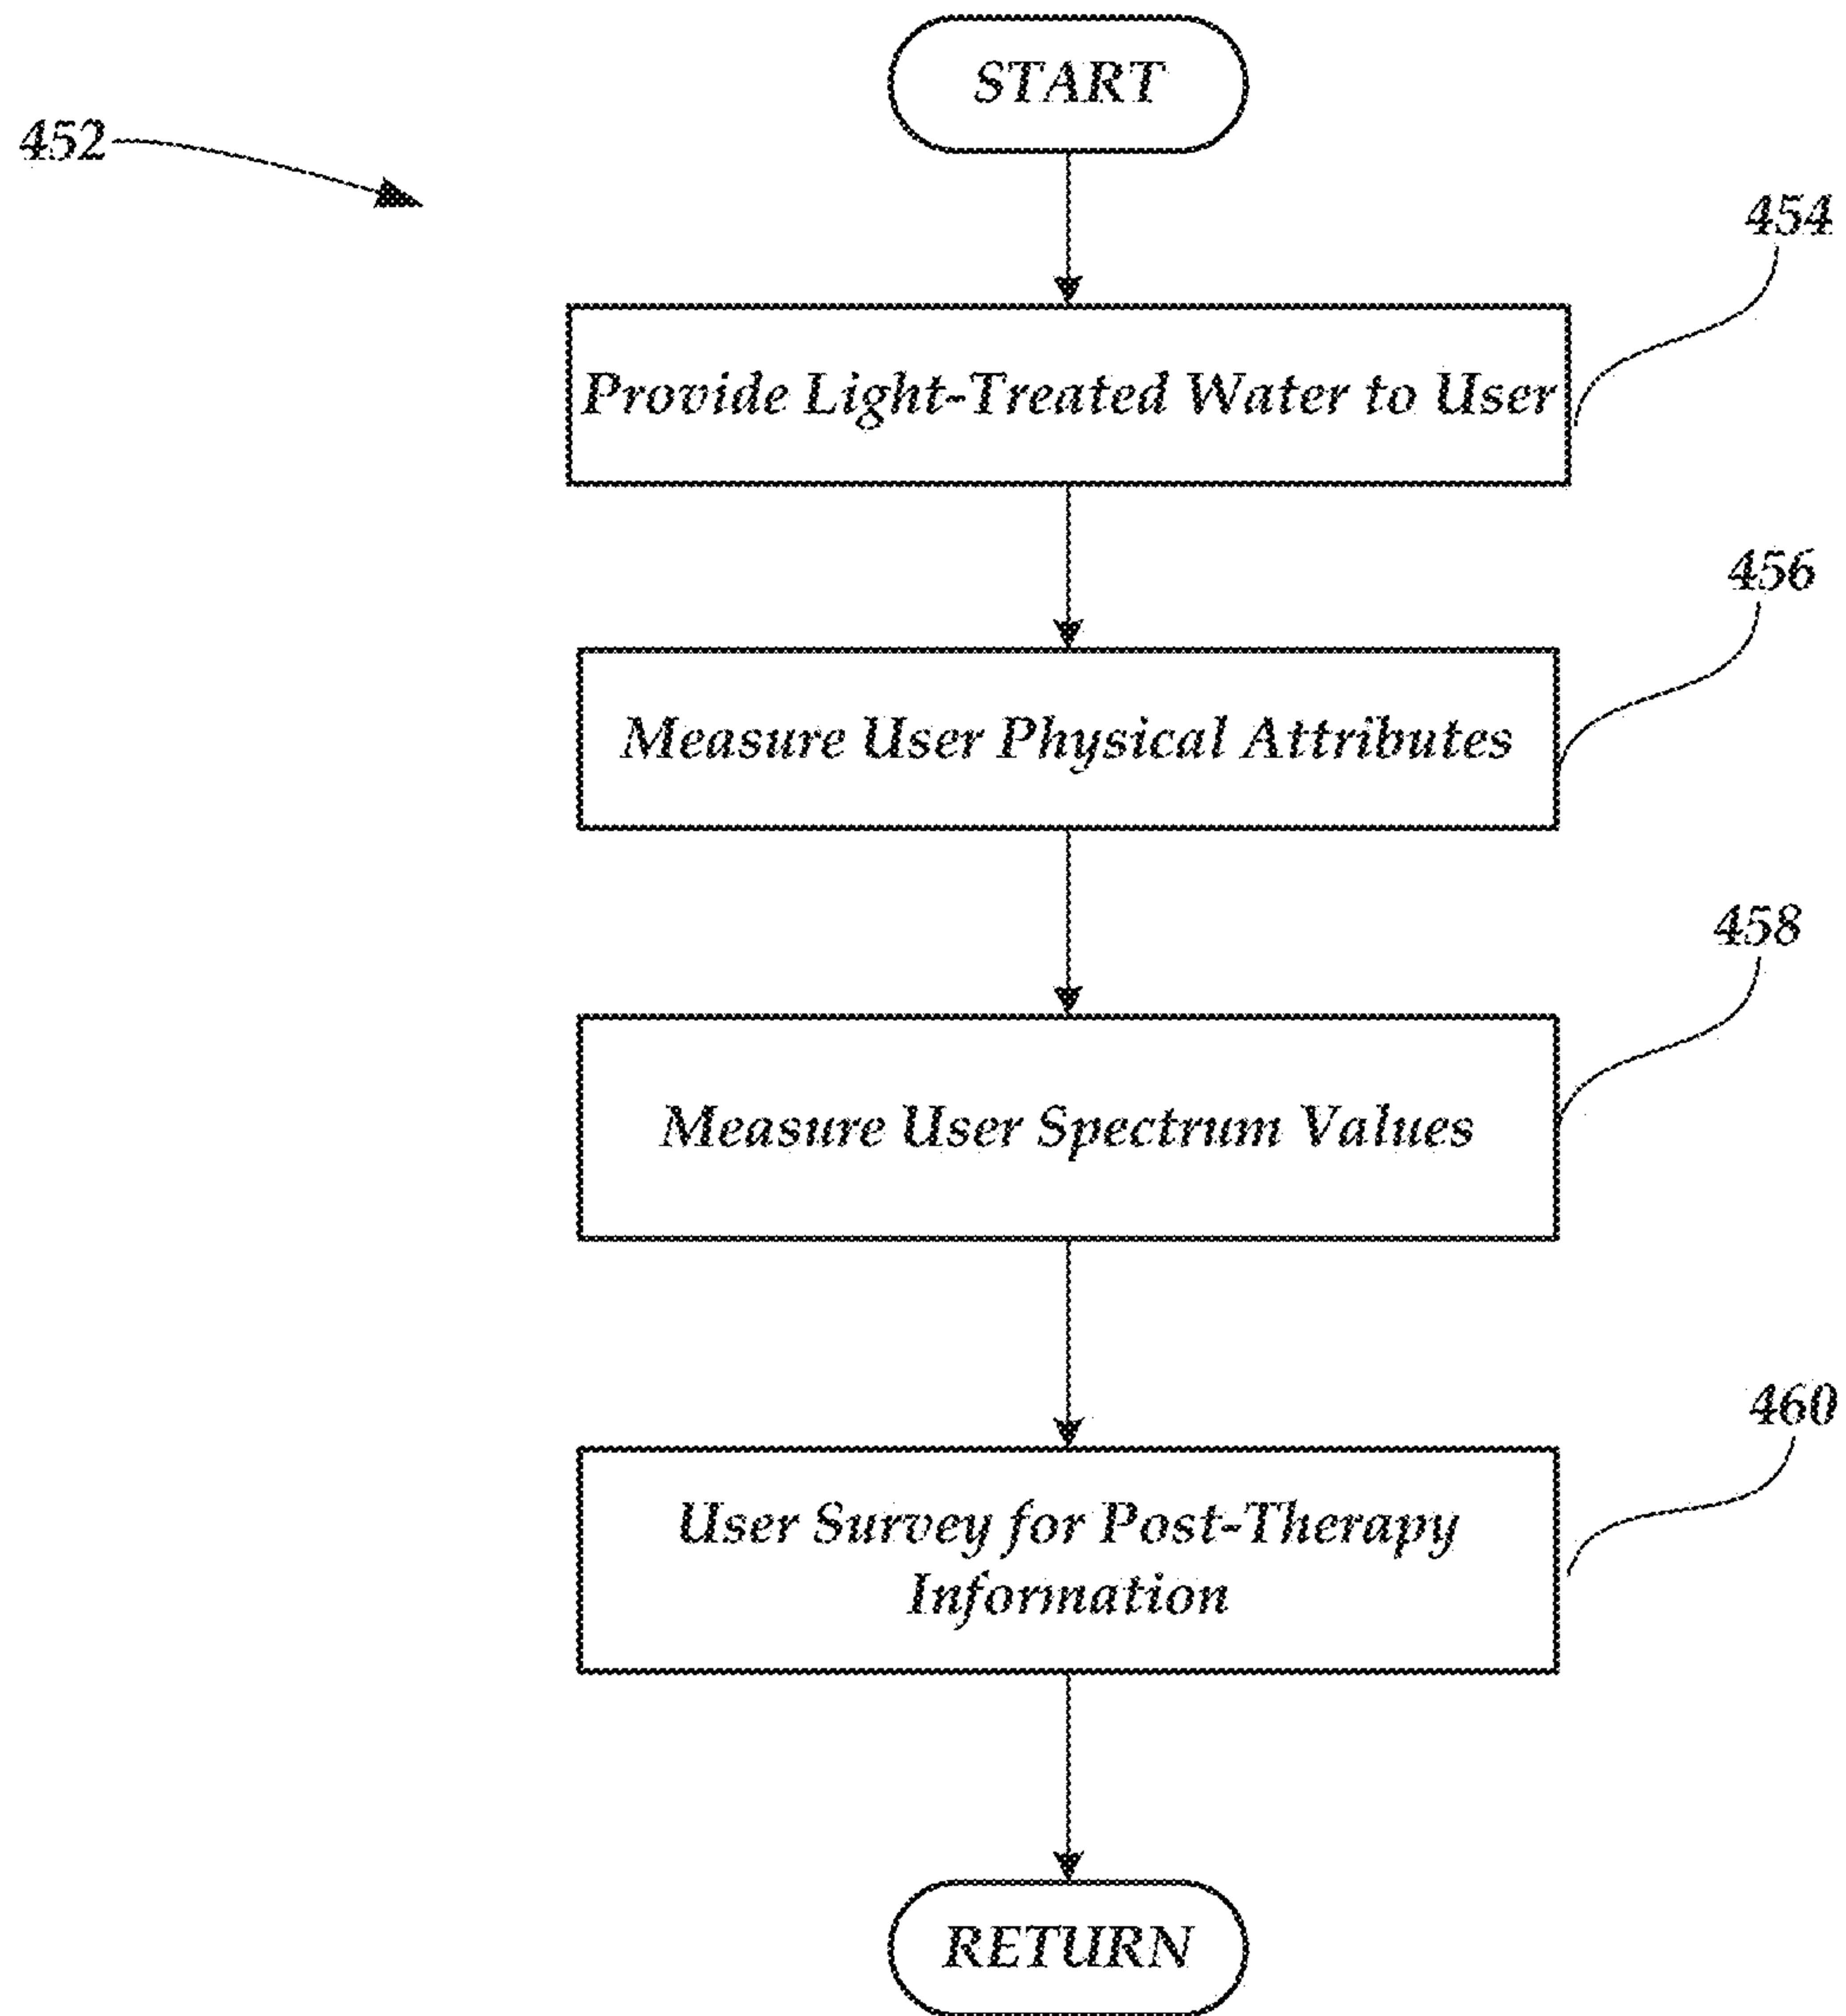 START
452
454
Provide Light-Treated Water to User
456
Measure User Physical Attributes
458
Measure User Spectrum Values
460
User Survey for Post-Therapy
Information
RETURN